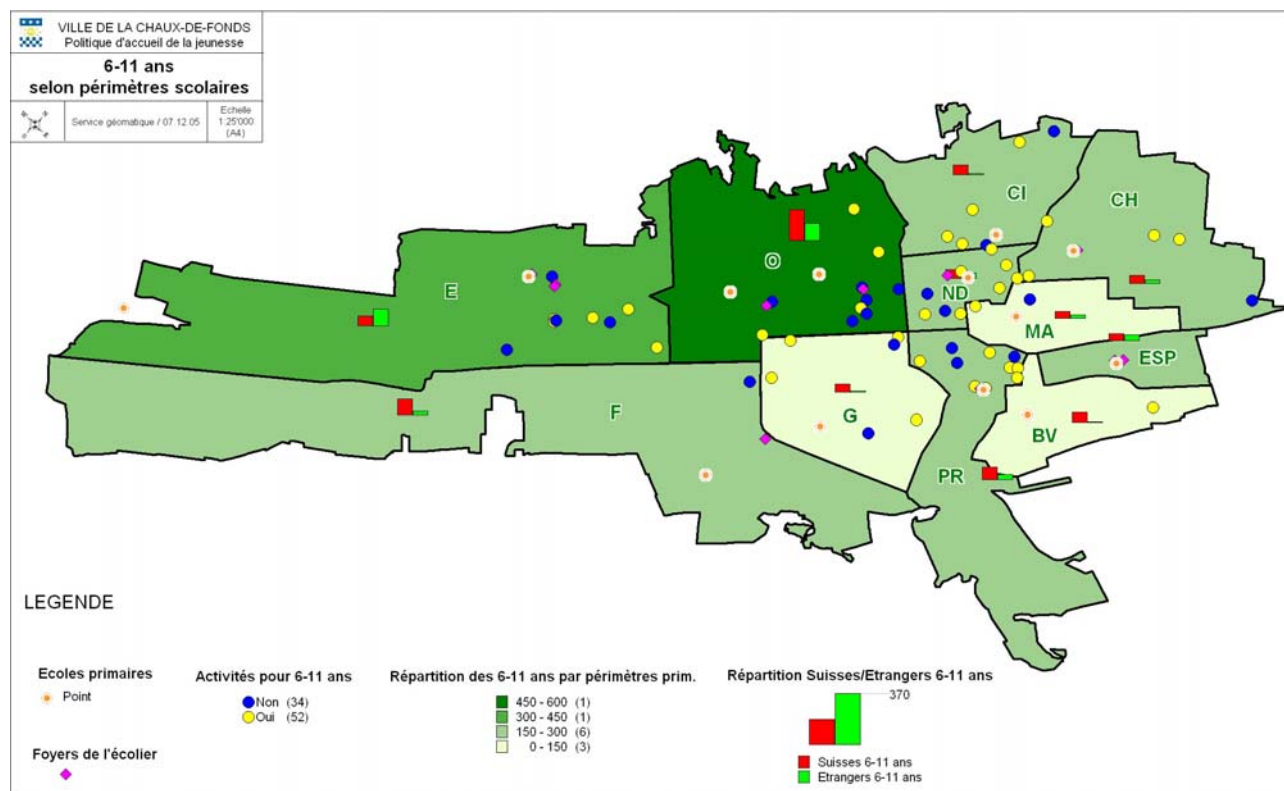 VILLE DE LA CHAUX-DE-FONDS
Politique d'accueil de la jeunesse
6-11 ans
selon périmètres scolaires
Service géomatique / 07.12.05
Echelle
1:25'000
(A4)
CI
CH
O
E
ND
MA
ESP
F
G
BV
PR
LEGENDE
Ecoles primaires
Point
Foyers de l'écolier
Activités pour 6-11 ans
Non (34)
Oui (52)
Répartition des 6-11 ans par périmètres prim.
450 - 600 (1)
300 - 450 (1)
150 - 300 (6)
0 - 150 (3)
Répartition Suisses/Etrangers 6-11 ans
370
Suisses 6-11 ans
Etrangers 6-11 ans